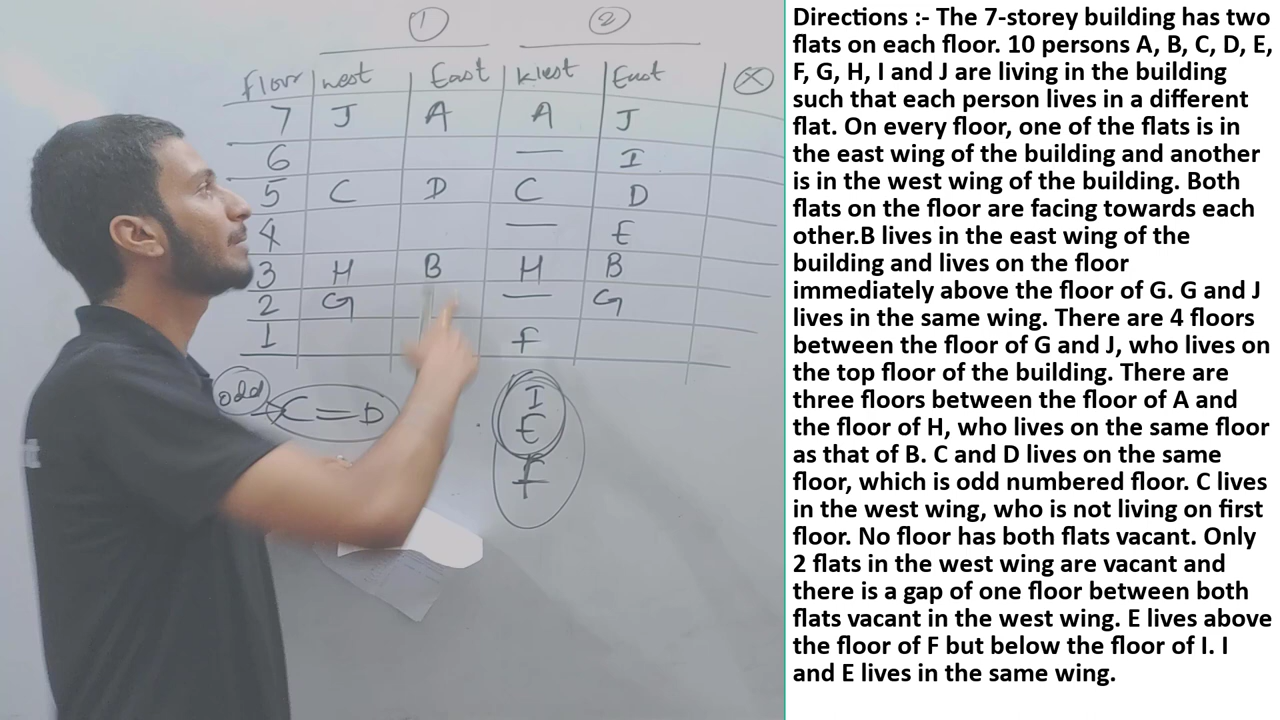 ① ②
Floor West East West East ⊗
7 J A A J
6 — I
5 C D C D
4 — E
3 H B H B
2 G — G
1 F
odd C = D
I
E
F
Directions :- The 7-storey building has two
flats on each floor. 10 persons A, B, C, D, E,
F, G, H, I and J are living in the building
such that each person lives in a different
flat. On every floor, one of the flats is in
the east wing of the building and another
is in the west wing of the building. Both
flats on the floor are facing towards each
other.B lives in the east wing of the
building and lives on the floor
immediately above the floor of G. G and J
lives in the same wing. There are 4 floors
between the floor of G and J, who lives on
the top floor of the building. There are
three floors between the floor of A and
the floor of H, who lives on the same floor
as that of B. C and D lives on the same
floor, which is odd numbered floor. C lives
in the west wing, who is not living on first
floor. No floor has both flats vacant. Only
2 flats in the west wing are vacant and
there is a gap of one floor between both
flats vacant in the west wing. E lives above
the floor of F but below the floor of I. I
and E lives in the same wing.